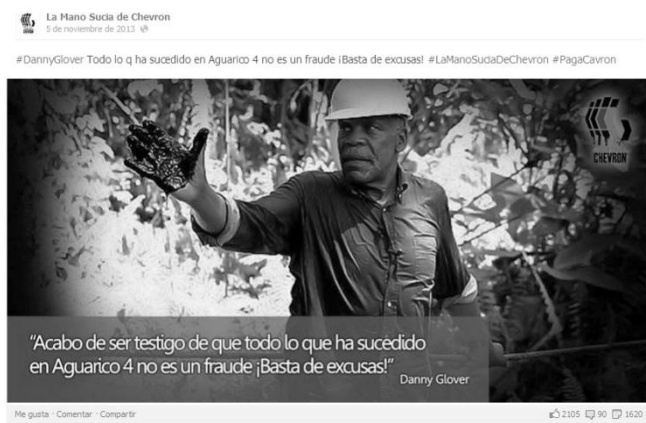 La Mano Sucia de Chevron
5 de noviembre de 2013
#DannyGlover Todo lo q ha sucedido en Aguarico 4 no es un fraude ¡Basta de excusas! #LaManoSuciaDeChevron #PagaCavron
CHEVRON
"Acabo de ser testigo de que todo lo que ha sucedido
en Aguarico 4 no es un fraude ¡Basta de excusas!"
Danny Glover
Me gusta · Comentar · Compartir
2105 90 1620